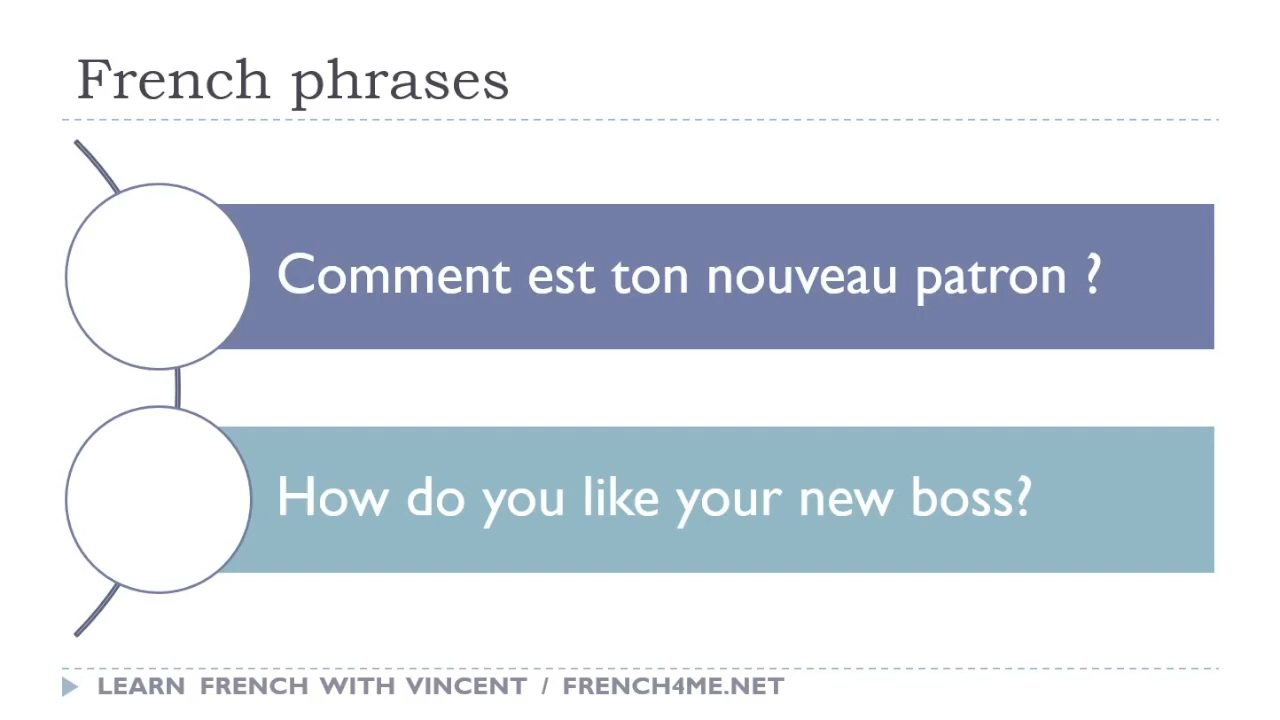 French phrases
Comment est ton nouveau patron ?
How do you like your new boss?
LEARN FRENCH WITH VINCENT / FRENCH4ME.NET